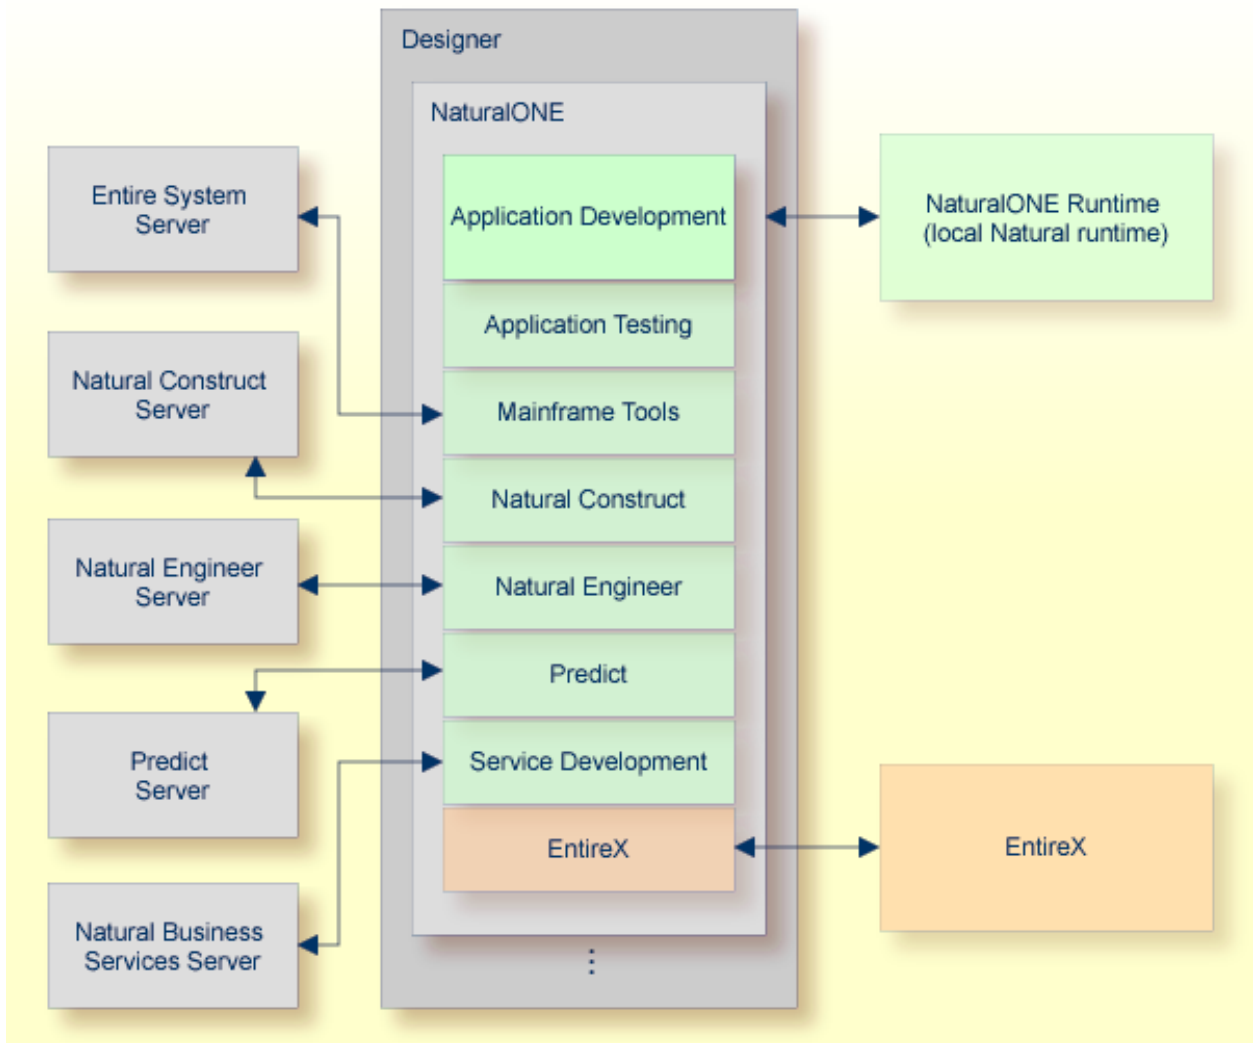 Designer
NaturalONE
Entire System
Server
Natural Construct
Server
Natural Engineer
Server
Predict
Server
Natural Business
Services Server
Application Development
Application Testing
Mainframe Tools
Natural Construct
Natural Engineer
Predict
Service Development
EntireX
NaturalONE Runtime
(local Natural runtime)
EntireX